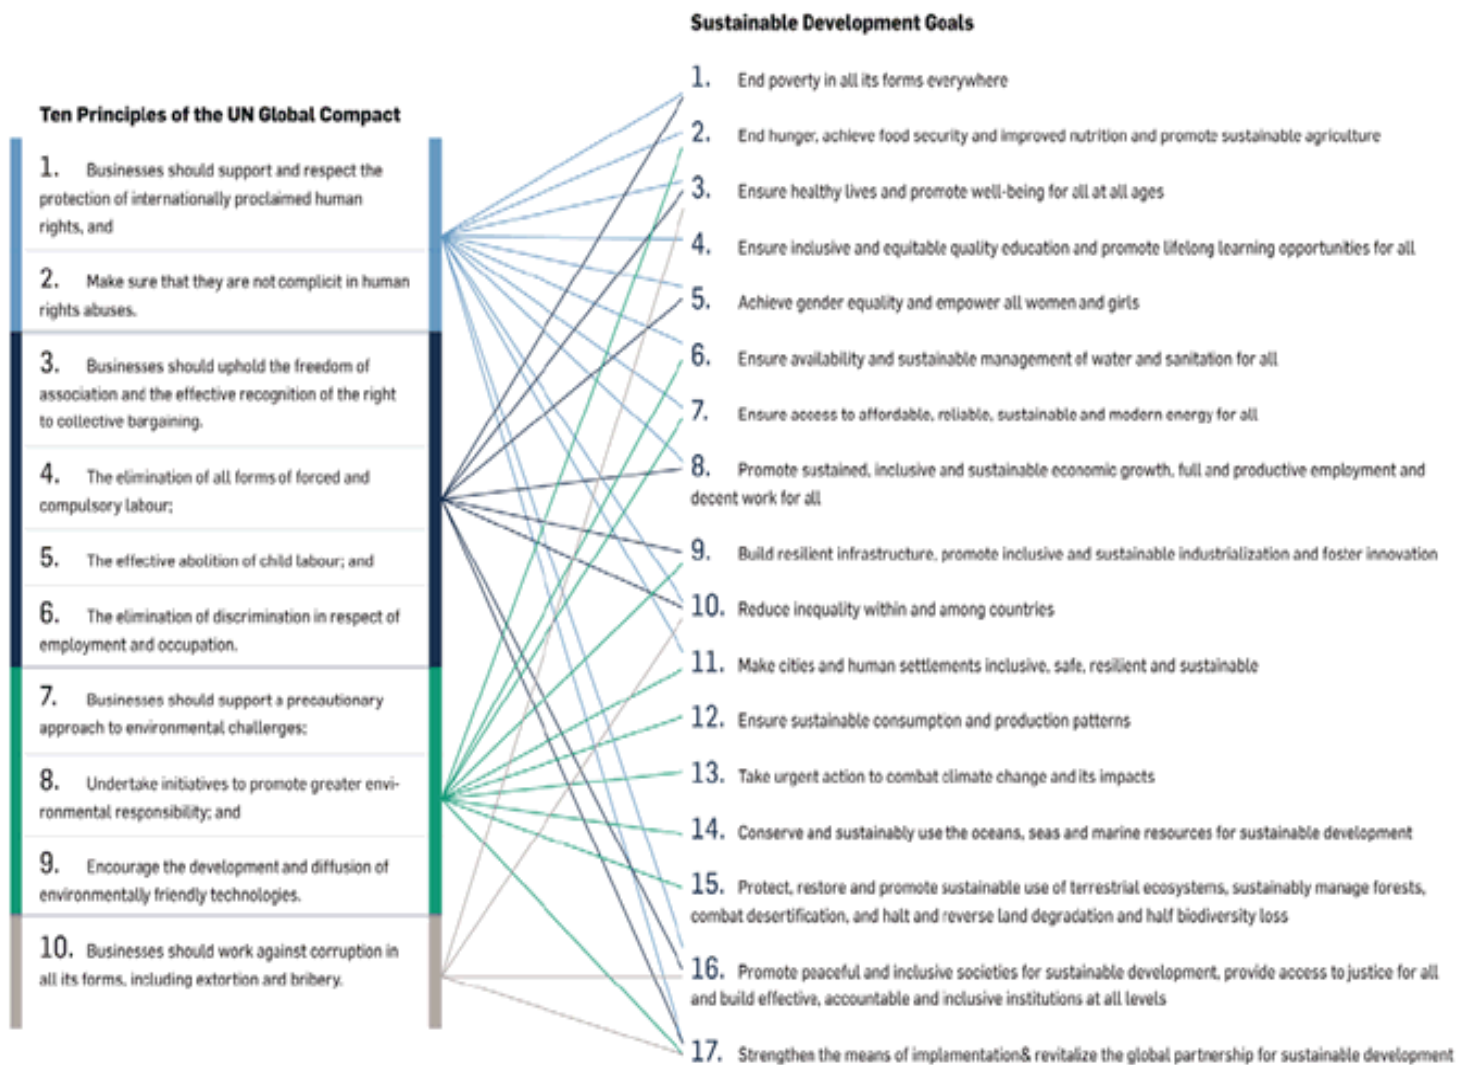 Sustainable Development Goals
Ten Principles of the UN Global Compact
1. Businesses should support and respect the
protection of internationally proclaimed human
rights, and
2. Make sure that they are not complicit in human
rights abuses.
3. Businesses should uphold the freedom of
association and the effective recognition of the right
to collective bargaining.
4. The elimination of all forms of forced and
compulsory labour;
5. The effective abolition of child labour; and
6. The elimination of discrimination in respect of
employment and occupation.
7. Businesses should support a precautionary
approach to environmental challenges;
8. Undertake initiatives to promote greater envi-
ronmental responsibility; and
9. Encourage the development and diffusion of
environmentally friendly technologies.
10. Businesses should work against corruption in
all its forms, including extortion and bribery.
1. End poverty in all its forms everywhere
2. End hunger, achieve food security and improved nutrition and promote sustainable agriculture
3. Ensure healthy lives and promote well-being for all at all ages
4. Ensure inclusive and equitable quality education and promote lifelong learning opportunities for all
5. Achieve gender equality and empower all women and girls
6. Ensure availability and sustainable management of water and sanitation for all
7. Ensure access to affordable, reliable, sustainable and modern energy for all
8. Promote sustained, inclusive and sustainable economic growth, full and productive employment and
decent work for all
9. Build resilient infrastructure, promote inclusive and sustainable industrialization and foster innovation
10. Reduce inequality within and among countries
11. Make cities and human settlements inclusive, safe, resilient and sustainable
12. Ensure sustainable consumption and production patterns
13. Take urgent action to combat climate change and its impacts
14. Conserve and sustainably use the oceans, seas and marine resources for sustainable development
15. Protect, restore and promote sustainable use of terrestrial ecosystems, sustainably manage forests,
combat desertification, and halt and reverse land degradation and half biodiversity loss
16. Promote peaceful and inclusive societies for sustainable development, provide access to justice for all
and build effective, accountable and inclusive institutions at all levels
17. Strengthen the means of implementation& revitalize the global partnership for sustainable development